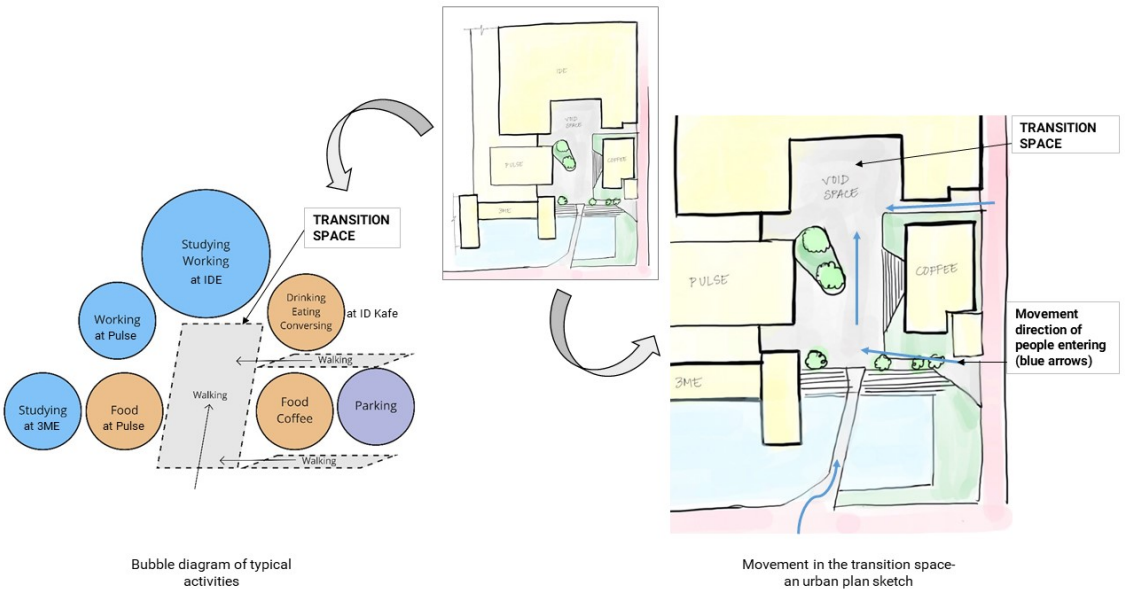 IDE
VOID
SPACE
PULSE
COFFEE
3ME
TRANSITION
SPACE
Studying
Working
at IDE
Drinking
Eating
Conversing
at ID Kafe
Working
at Pulse
Walking
Walking
Studying
at 3ME
Food
at Pulse
Food
Coffee
Parking
Walking
Bubble diagram of typical
activities
TRANSITION
SPACE
VOID
SPACE
PULSE
COFFEE
3ME
Movement
direction of
people entering
(blue arrows)
Movement in the transition space-
an urban plan sketch